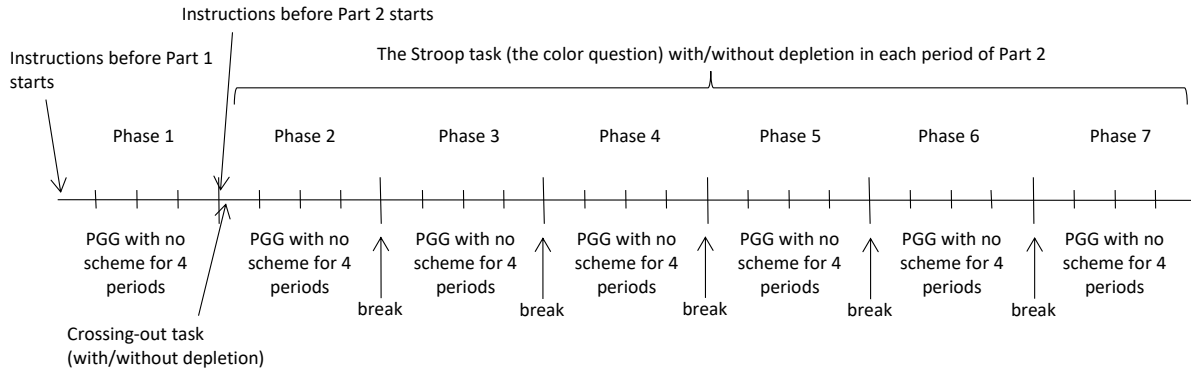 Instructions before Part 2 starts
Instructions before Part 1
starts
The Stroop task (the color question) with/without depletion in each period of Part 2
Phase 1
Phase 2
Phase 3
Phase 4
Phase 5
Phase 6
Phase 7
PGG with no
scheme for 4
periods
PGG with no
scheme for 4
periods
PGG with no
scheme for 4
periods
PGG with no
scheme for 4
periods
PGG with no
scheme for 4
periods
PGG with no
scheme for 4
periods
PGG with no
scheme for 4
periods
break
break
break
break
break
Crossing-out task
(with/without depletion)